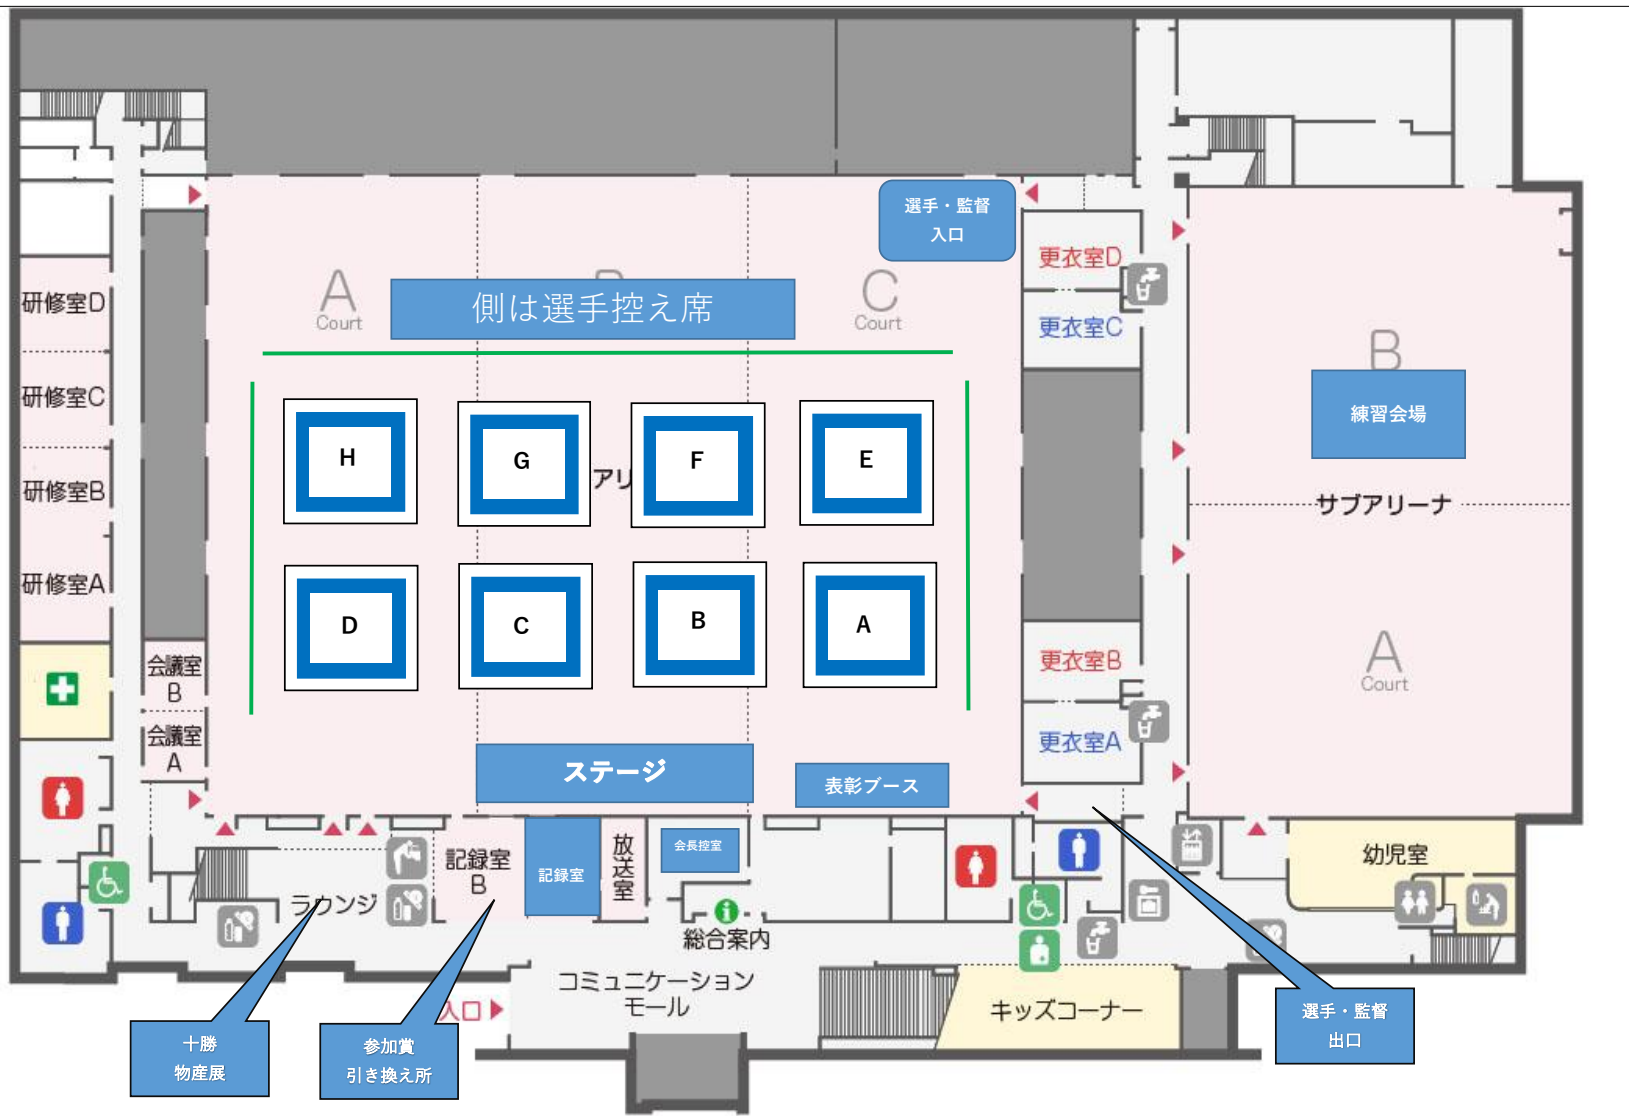 選手・監督
入口
更衣室D
更衣室C
A
Court
側は選手控え席
C
Court
研修室D
研修室C
研修室B
研修室A
B
練習会場
サブアリーナ
H
G
アリ
F
E
D
C
B
A
A
Court
会議室
B
会議室
A
更衣室B
更衣室A
ステージ
表彰ブース
記録室
B
記録室
放送室
会長控室
幼児室
ラウンジ
総合案内
コミュニケーション
モール
入口
キッズコーナー
十勝
物産展
参加賞
引き換え所
選手・監督
出口